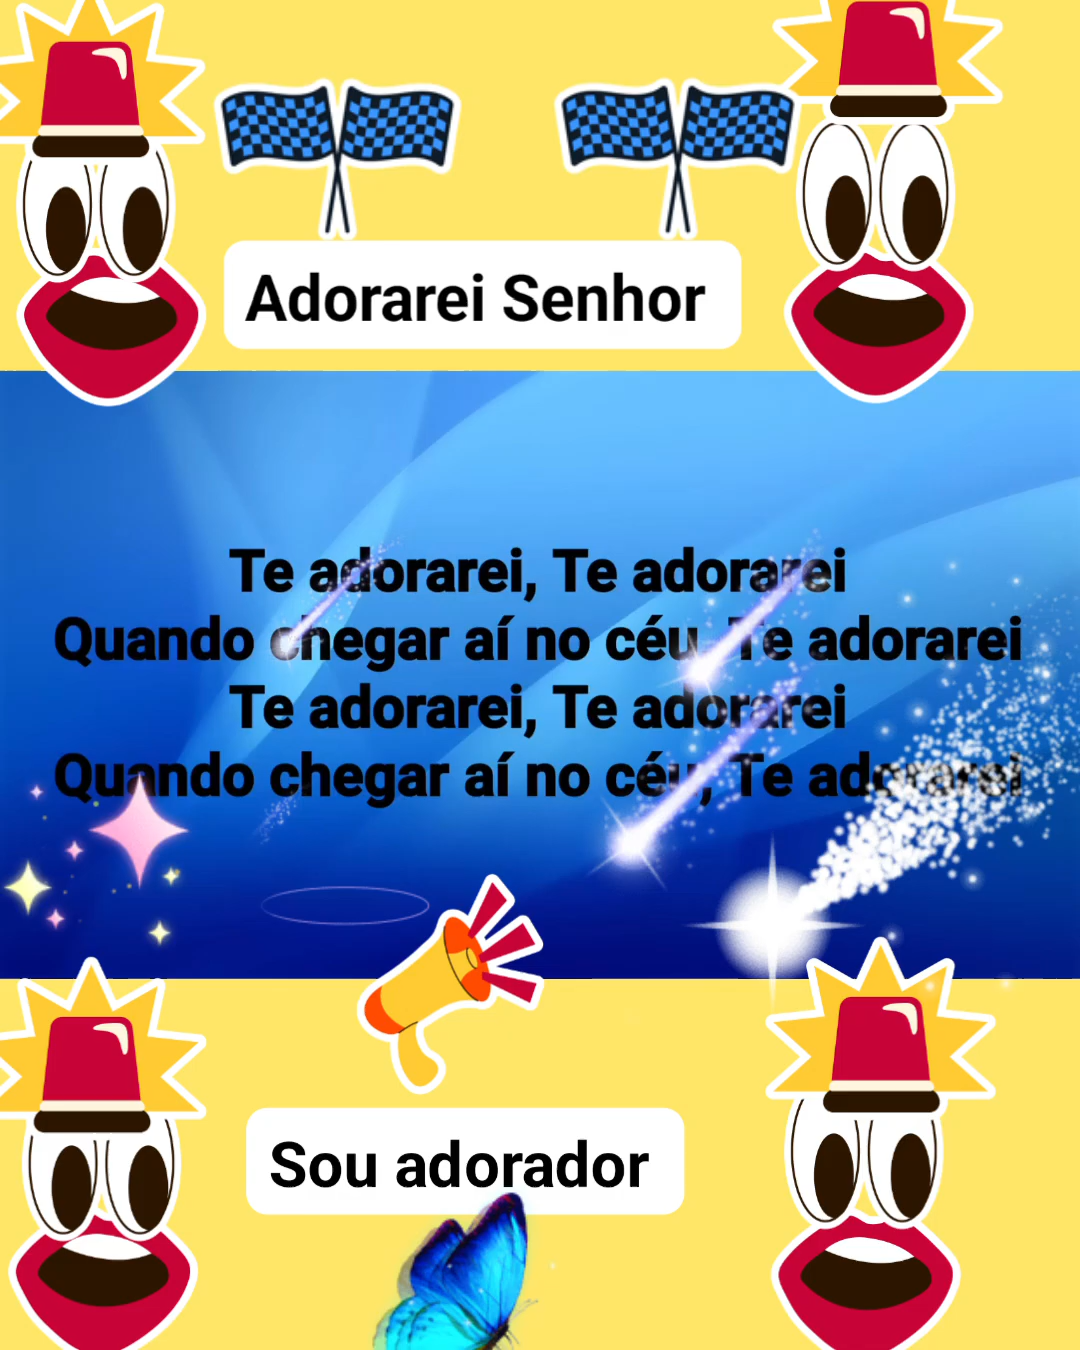 Adorarei Senhor
Te adorarei, Te adorarei
Quando chegar aí no céu, Te adorarei
Te adorarei, Te adorarei
Quando chegar aí no céu, Te adorarei
Sou adorador